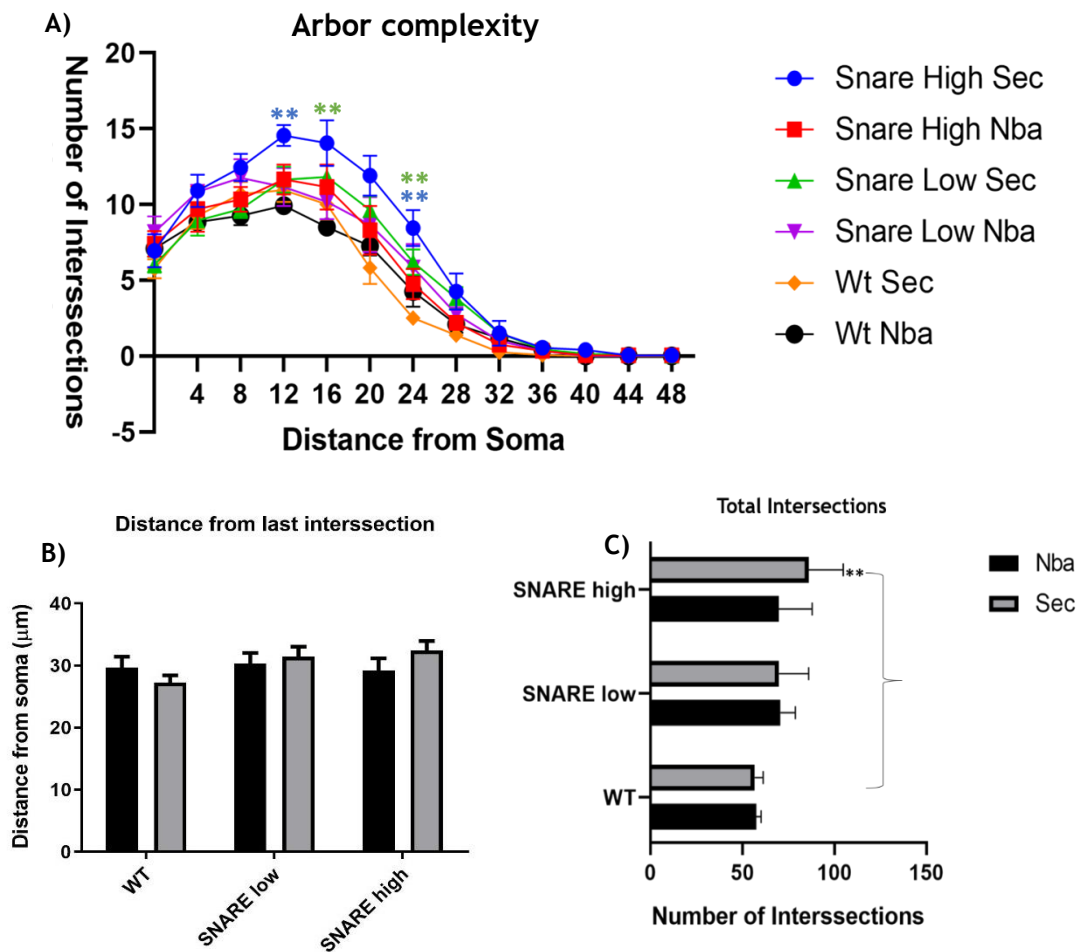 A)
Arbor complexity
Number of Interssections
20
15
10
5
0
-5
** **
**
**
4 8 12 16 20 24 28 32 36 40 44 48
Distance from Soma
Snare High Sec
Snare High Nba
Snare Low Sec
Snare Low Nba
Wt Sec
Wt Nba
Distance from last interssection
B)
Distance from soma (μm)
40
30
20
10
0
WT
SNARE low
SNARE high
Total Intersections
C)
SNARE high
SNARE low
WT
**
0 50 100 150
Number of Interssections
Nba
Sec